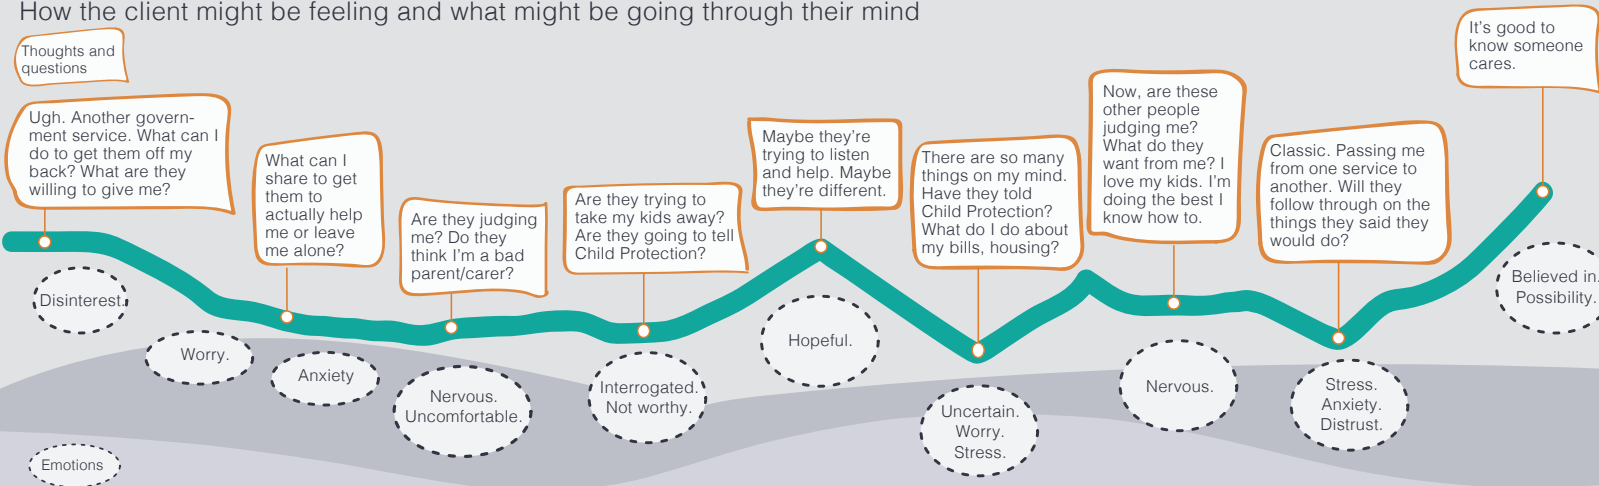 How the client might be feeling and what might be going through their mind
Thoughts and
questions
Ugh. Another govern-
ment service. What can I
do to get them off my
back? What are they
willing to give me?
What can I
share to get
them to
actually help
me or leave
me alone?
Are they judging
me? Do they
think I'm a bad
parent/carer?
Are they trying to
take my kids away?
Are they going to tell
Child Protection?
Maybe they're
trying to listen
and help. Maybe
they're different.
There are so many
things on my mind.
Have they told
Child Protection?
What do I do about
my bills, housing?
Now, are these
other people
judging me?
What do they
want from me? I
love my kids. I'm
doing the best I
know how to.
Classic. Passing me
from one service to
another. Will they
follow through on the
things they said they
would do?
It's good to
know someone
cares.
Disinterest.
Worry.
Anxiety
Nervous.
Uncomfortable.
Interrogated.
Not worthy.
Hopeful.
Uncertain.
Worry.
Stress.
Nervous.
Stress.
Anxiety.
Distrust.
Believed in.
Possibility.
Emotions